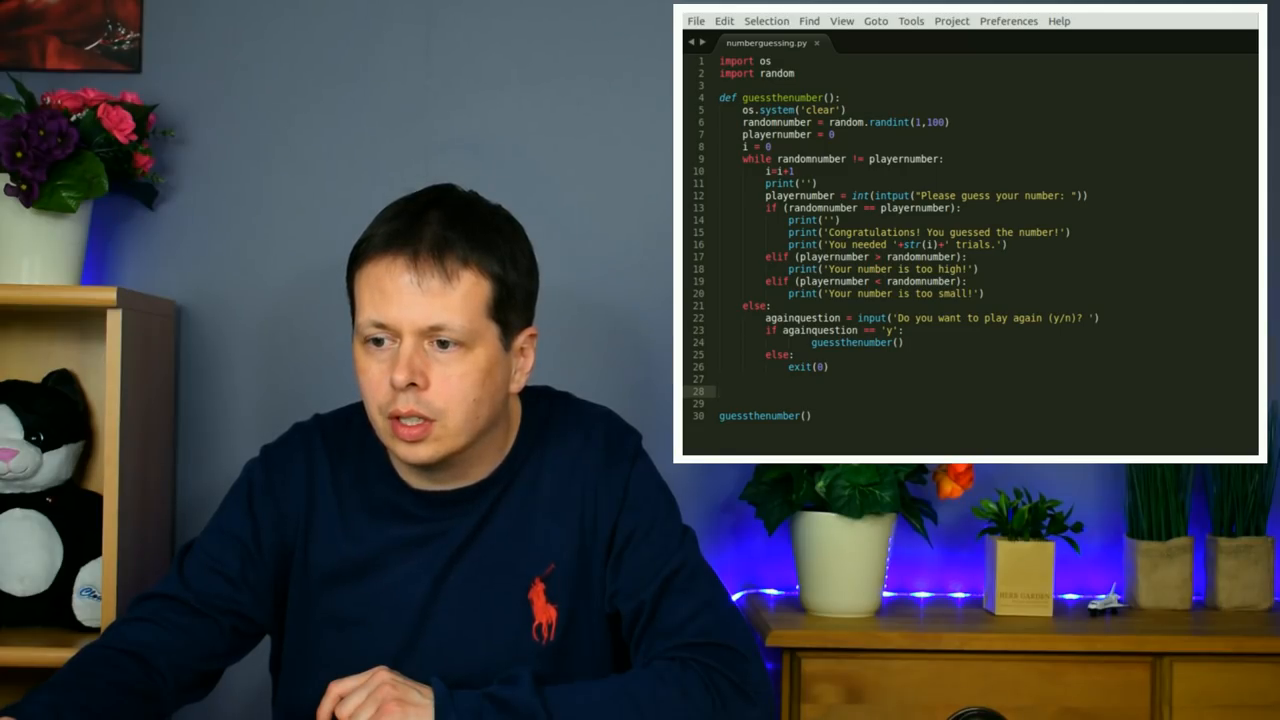 File Edit Selection Find View Goto Tools Project Preferences Help
numberguessing.py ×
1 import os
2 import random
3
4 def guessthenumber():
5 os.system('clear')
6 randomnumber = random.randint(1,100)
7 playernumber = 0
8 i = 0
9 while randomnumber != playernumber:
10 i=i+1
11 print('')
12 playernumber = int(intput("Please guess your number: "))
13 if (randomnumber == playernumber):
14 print('')
15 print('Congratulations! You guessed the number!')
16 print('You needed '+str(i)+' trials.')
17 elif (playernumber > randomnumber):
18 print('Your number is too high!')
19 elif (playernumber < randomnumber):
20 print('Your number is too small!')
21 else:
22 againquestion = input('Do you want to play again (y/n)? ')
23 if againquestion == 'y':
24 guessthenumber()
25 else:
26 exit(0)
27
28
29
30 guessthenumber()
HERB GARDEN